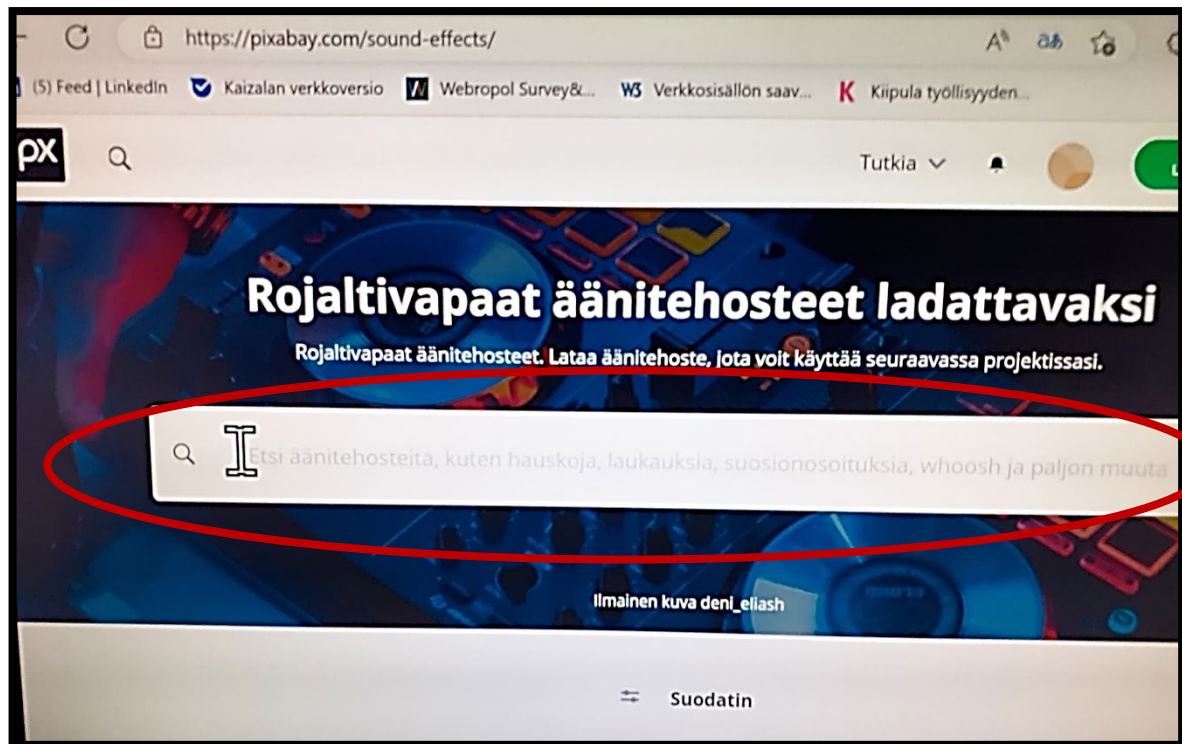 https://pixabay.com/sound-effects/
(5) Feed | LinkedIn Kaizalan verkkoversio Webropol Survey&... W3 Verkkosisällön saav... K Kiipula työllisyyden...
px Tutkia
Rojaltivapaat äänitehosteet ladattavaksi
Rojaltivapaat äänitehosteet. Lataa äänitehoste, jota voit käyttää seuraavassa projektissasi.
Etsi äänitehosteita, kuten hauskoja, laukauksia, suosionosoituksia, whoosh ja paljon muuta
Ilmainen kuva deni_eliash
Suodatin